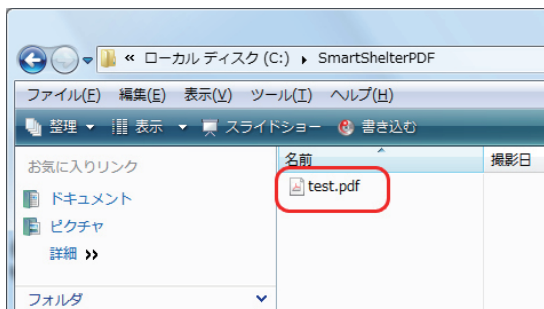 « ローカル ディスク (C:) ▸ SmartShelterPDF
ファイル(F) 編集(E) 表示(V) ツール(T) ヘルプ(H)
整理 ▼ 表示 ▼ スライドショー 書き込む
お気に入りリンク
ドキュメント
ピクチャ
詳細 »
フォルダ
名前 撮影日
test.pdf